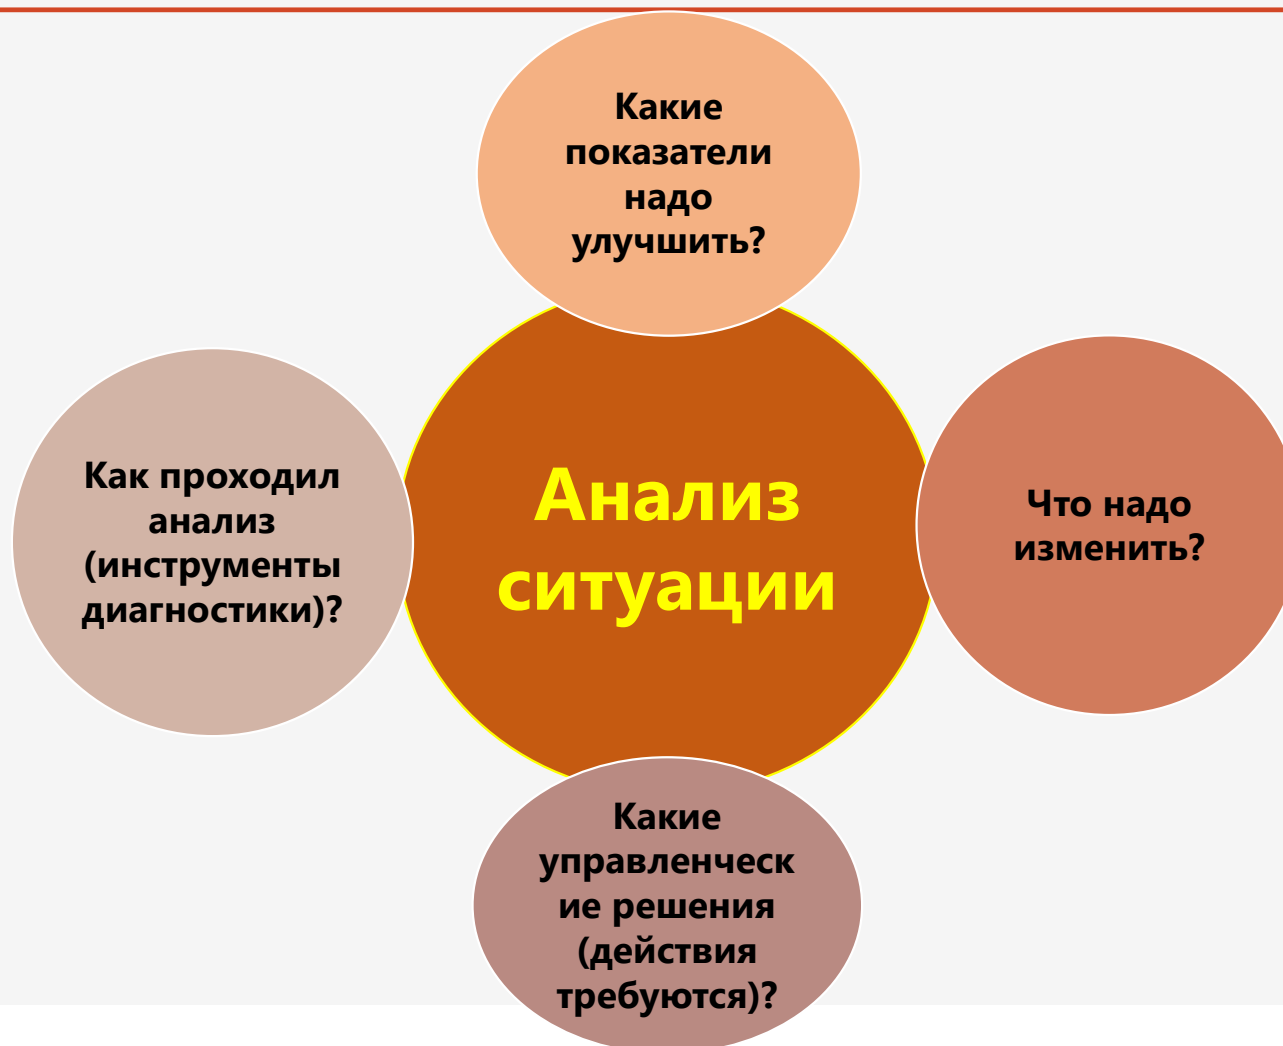 Какие
показатели
надо
улучшить?
Как проходил
анализ
(инструменты
диагностики)?
Анализ
ситуации
Что надо
изменить?
Какие
управленческ
ие решения
(действия
требуются)?